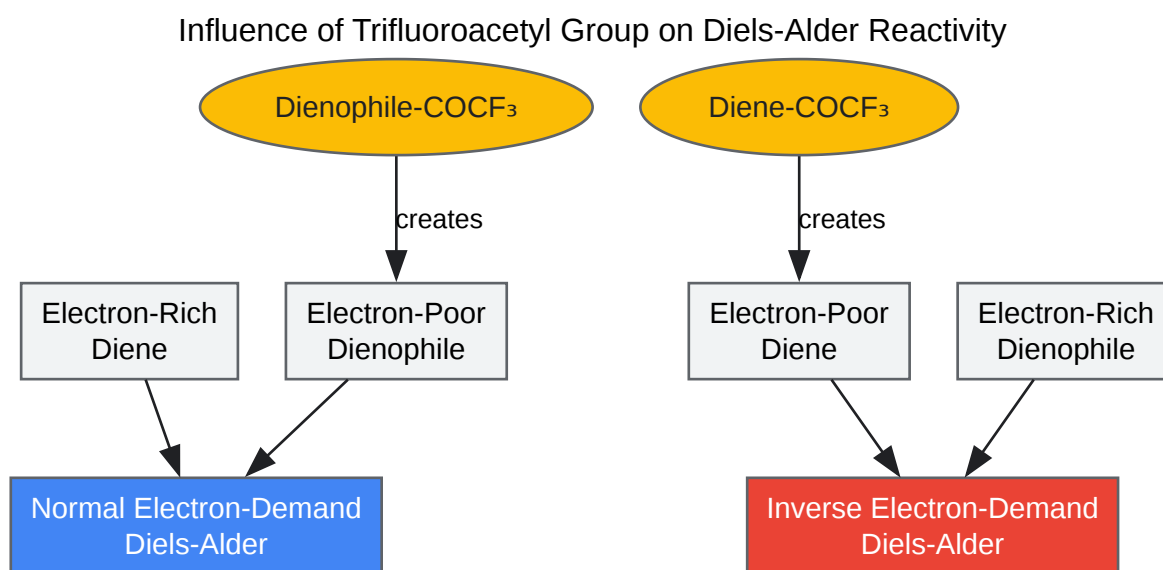 Influence of Trifluoroacetyl Group on Diels-Alder Reactivity
Dienophile-COCF₃
Diene-COCF₃
creates
creates
Electron-Rich
Diene
Electron-Poor
Dienophile
Electron-Poor
Diene
Electron-Rich
Dienophile
Normal Electron-Demand
Diels-Alder
Inverse Electron-Demand
Diels-Alder